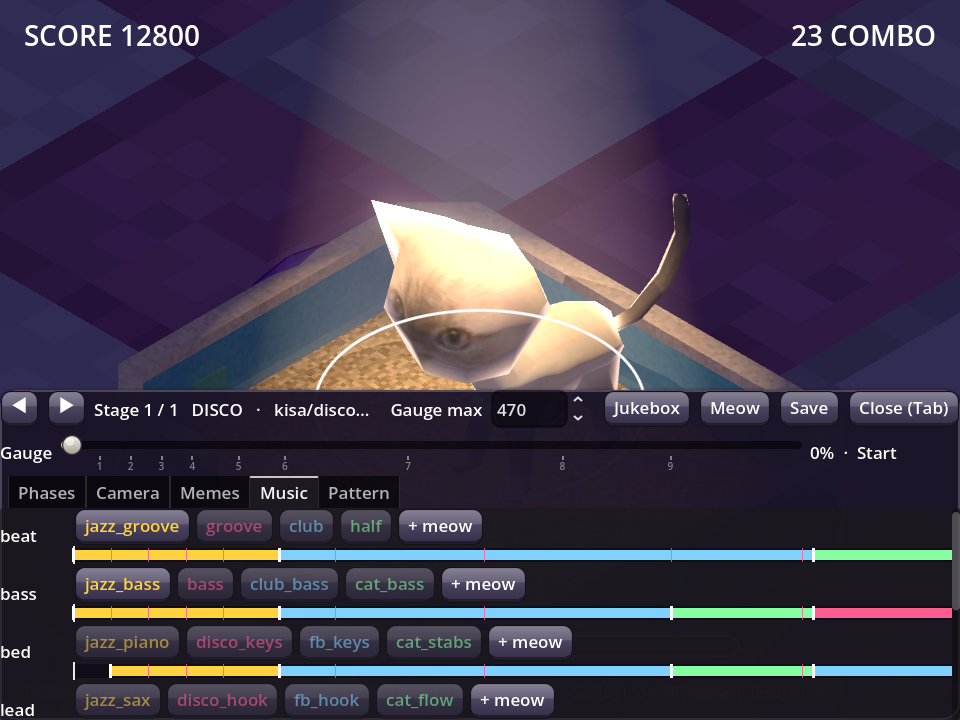 SCORE 12800
23 COMBO
Stage 1 / 1 DISCO · kisa/disco... Gauge max 470 Jukebox Meow Save Close (Tab)
Gauge 0% · Start
1 2 3 4 5 6 7 8 9
Phases Camera Memes Music Pattern
beat jazz_groove groove club half + meow
bass jazz_bass bass club_bass cat_bass + meow
bed jazz_piano disco_keys fb_keys cat_stabs + meow
lead jazz_sax disco_hook fb_hook cat_flow + meow